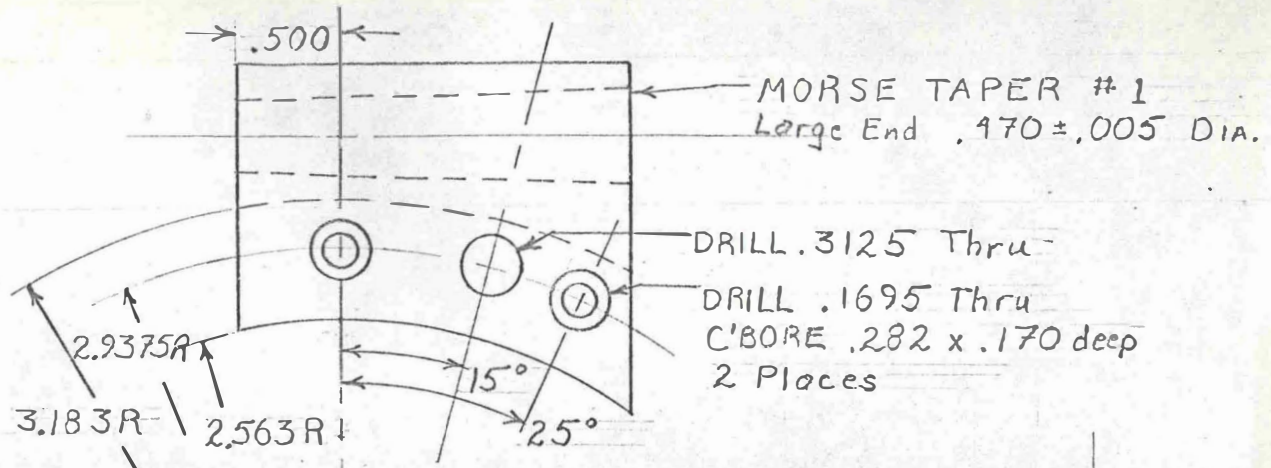 .500
MORSE TAPER # 1
Large End .470 ± .005 DIA.
DRILL .3125 Thru
DRILL .1695 Thru
C'BORE .282 x .170 deep
2 Places
2.9375R
15°
3.183R
2.563R
25°